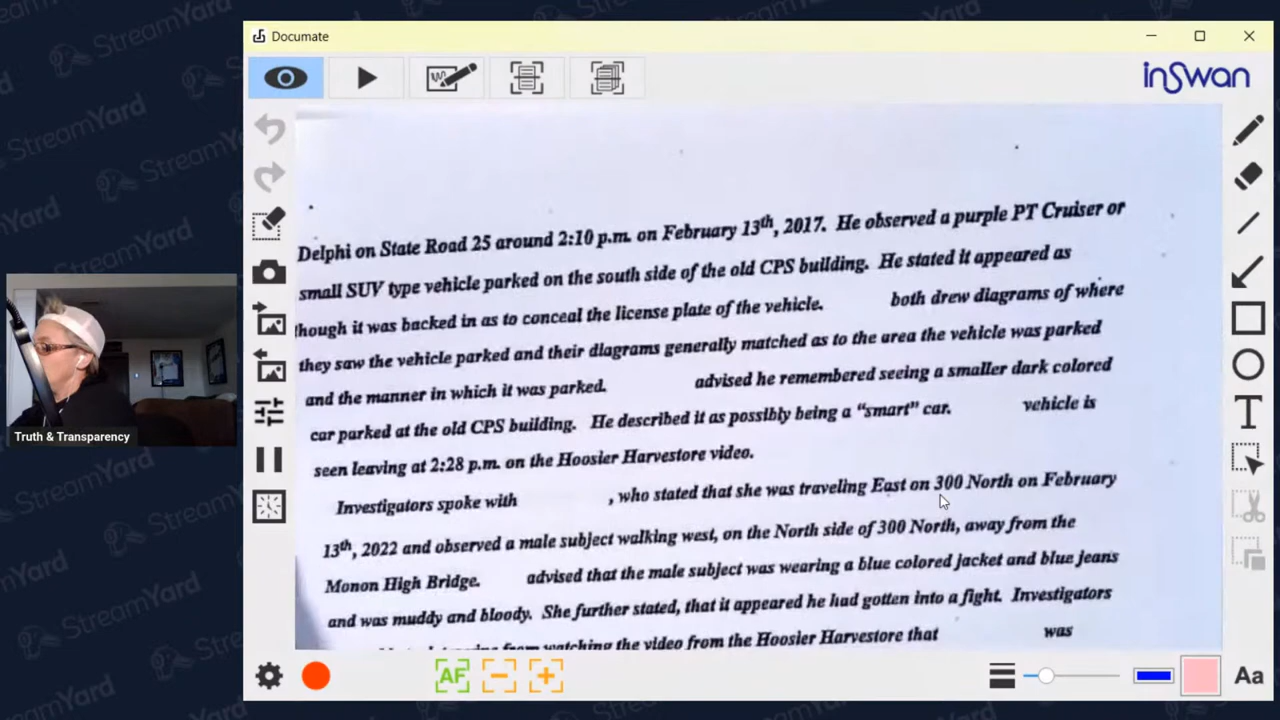 Documate
inswan
Delphi on State Road 25 around 2:10 p.m. on February 13th, 2017. He observed a purple PT Cruiser or
small SUV type vehicle parked on the south side of the old CPS building. He stated it appeared as
hough it was backed in as to conceal the license plate of the vehicle. both drew diagrams of where
they saw the vehicle parked and their diagrams generally matched as to the area the vehicle was parked
and the manner in which it was parked. advised he remembered seeing a smaller dark colored
car parked at the old CPS building. He described it as possibly being a “smart” car. vehicle is
seen leaving at 2:28 p.m. on the Hoosier Harvestore video.
Investigators spoke with , who stated that she was traveling East on 300 North on February
13th, 2022 and observed a male subject walking west, on the North side of 300 North, away from the
Monon High Bridge. advised that the male subject was wearing a blue colored jacket and blue jeans
and was muddy and bloody. She further stated, that it appeared he had gotten into a fight. Investigators
from watching the video from the Hoosier Harvestore that was
Truth & Transparency
AF
T
Aa
StreamYard
StreamYard
StreamYard
StreamYard